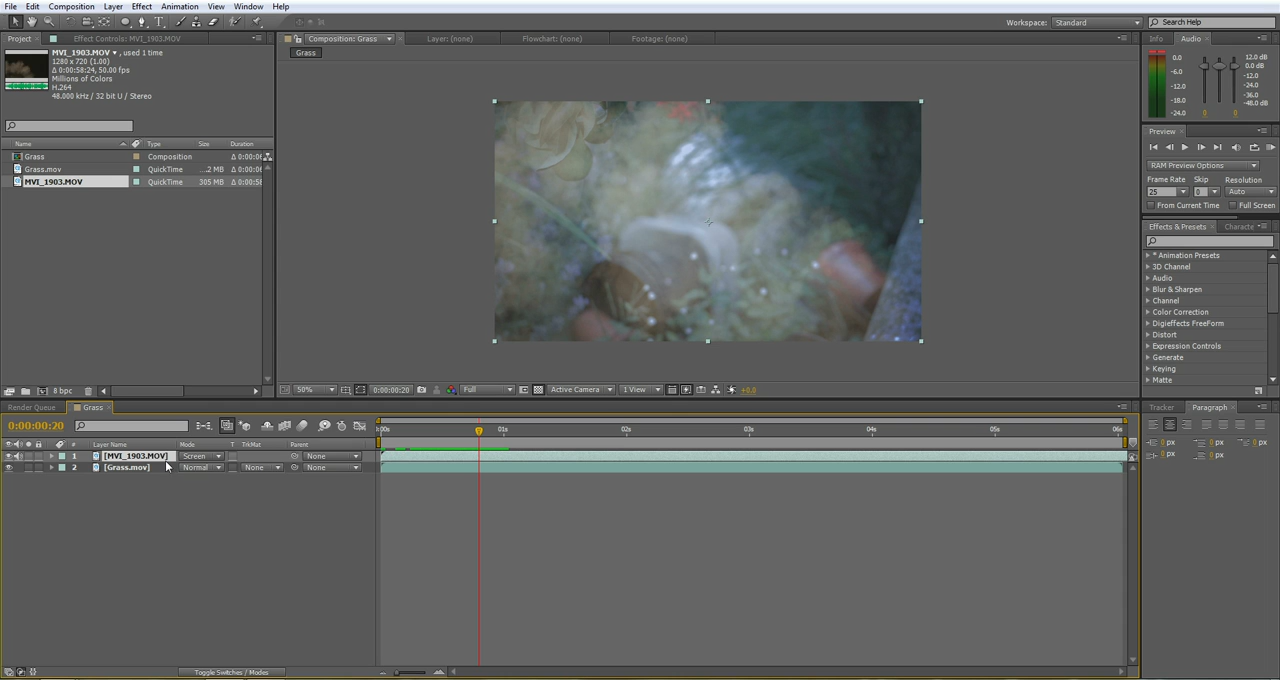 File Edit Composition Layer Effect Animation View Window Help
Workspace: Standard Search Help
Project Effect Controls: MVI_1903.MOV
MVI_1903.MOV , used 1 time
1280 x 720 (1.00)
Δ 0:00:58:24, 50.00 fps
Millions of Colors
H.264
48.000 kHz / 32 bit U / Stereo
Name Type Size Duration
Grass Composition Δ 0:00:06
Grass.mov QuickTime ...2 MB Δ 0:00:06
MVI_1903.MOV QuickTime 305 MB Δ 0:00:58
8 bpc
Composition: Grass Layer: (none) Flowchart: (none) Footage: (none)
Grass
50% 0:00:00:20 Full Active Camera 1 View +0.0
Info Audio
0.0 12.0 dB
-6.0 0.0 dB
-12.0 -12.0
-18.0 -24.0
-24.0 -36.0
-48.0 dB
0 0
Preview
RAM Preview Options
Frame Rate Skip Resolution
25 0 Auto
From Current Time Full Screen
Effects & Presets Characte
* Animation Presets
3D Channel
Audio
Blur & Sharpen
Channel
Color Correction
Digieffects FreeForm
Distort
Expression Controls
Generate
Keying
Matte
Render Queue Grass
0:00:00:20
# Layer Name Mode T TrkMat Parent
1 [MVI_1903.MOV] Screen None
2 [Grass.mov] Normal None None
:00s 01s 02s 03s 04s 05s 06s
Toggle Switches / Modes
Tracker Paragraph
0 px 0 px 0 px
0 px 0 px